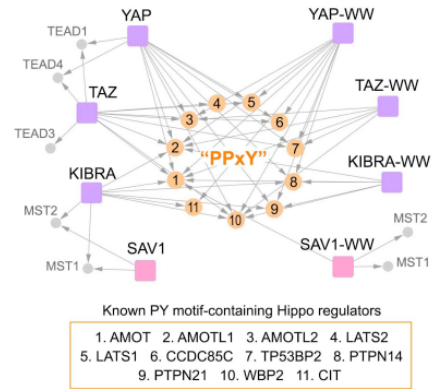 YAP
YAP-WW
TEAD1
TEAD4
TAZ
TAZ-WW
4
5
3
6
TEAD3
2
"PPxY"
7
KIBRA
KIBRA-WW
1
8
MST2
11
10
9
MST2
SAV1
SAV1-WW
MST1
MST1
Known PY motif-containing Hippo regulators
1. AMOT 2. AMOTL1 3. AMOTL2 4. LATS2
5. LATS1 6. CCDC85C 7. TP53BP2 8. PTPN14
9. PTPN21 10. WBP2 11. CIT